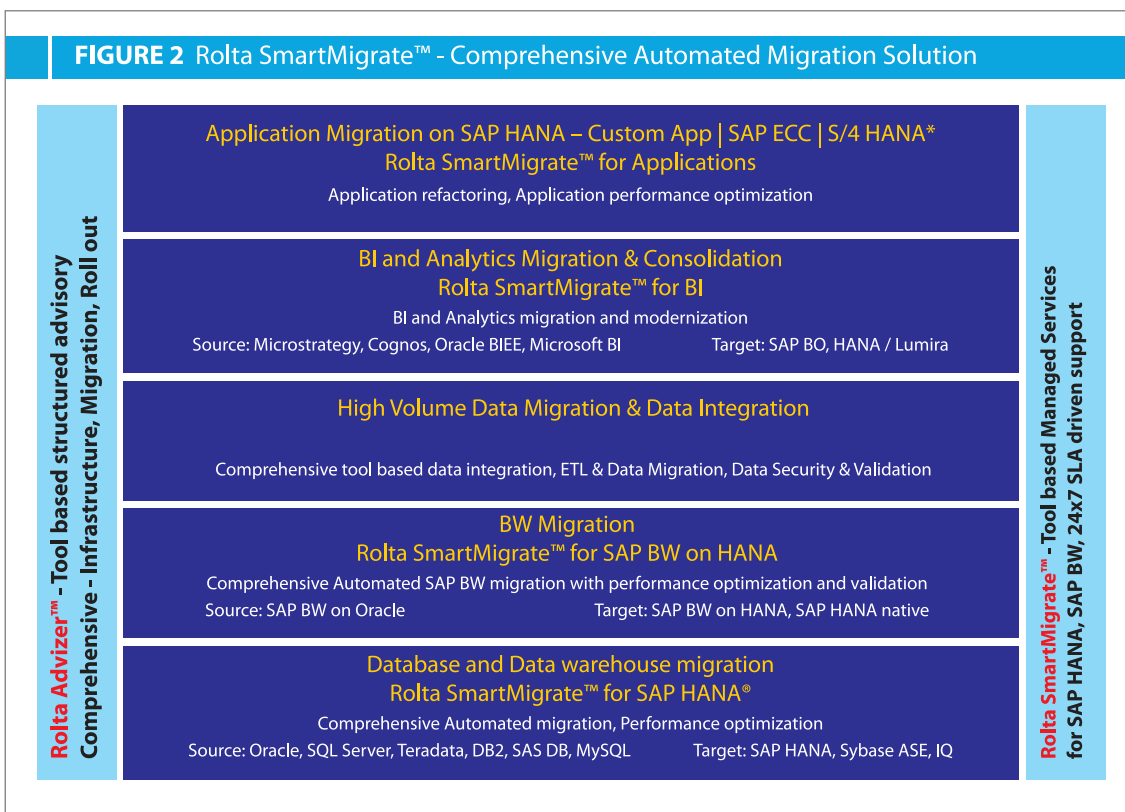 FIGURE 2 Rolta SmartMigrate™ - Comprehensive Automated Migration Solution
Rolta Advizer™ - Tool based structured advisory
Comprehensive - Infrastructure, Migration, Roll out
Application Migration on SAP HANA – Custom App | SAP ECC | S/4 HANA*
Rolta SmartMigrate™ for Applications
Application refactoring, Application performance optimization
BI and Analytics Migration & Consolidation
Rolta SmartMigrate™ for BI
BI and Analytics migration and modernization
Source: Microstrategy, Cognos, Oracle BIEE, Microsoft BI Target: SAP BO, HANA / Lumira
High Volume Data Migration & Data Integration
Comprehensive tool based data integration, ETL & Data Migration, Data Security & Validation
BW Migration
Rolta SmartMigrate™ for SAP BW on HANA
Comprehensive Automated SAP BW migration with performance optimization and validation
Source: SAP BW on Oracle Target: SAP BW on HANA, SAP HANA native
Database and Data warehouse migration
Rolta SmartMigrate™ for SAP HANA®
Comprehensive Automated migration, Performance optimization
Source: Oracle, SQL Server, Teradata, DB2, SAS DB, MySQL Target: SAP HANA, Sybase ASE, IQ
Rolta SmartMigrate™ - Tool based Managed Services
for SAP HANA, SAP BW, 24x7 SLA driven support